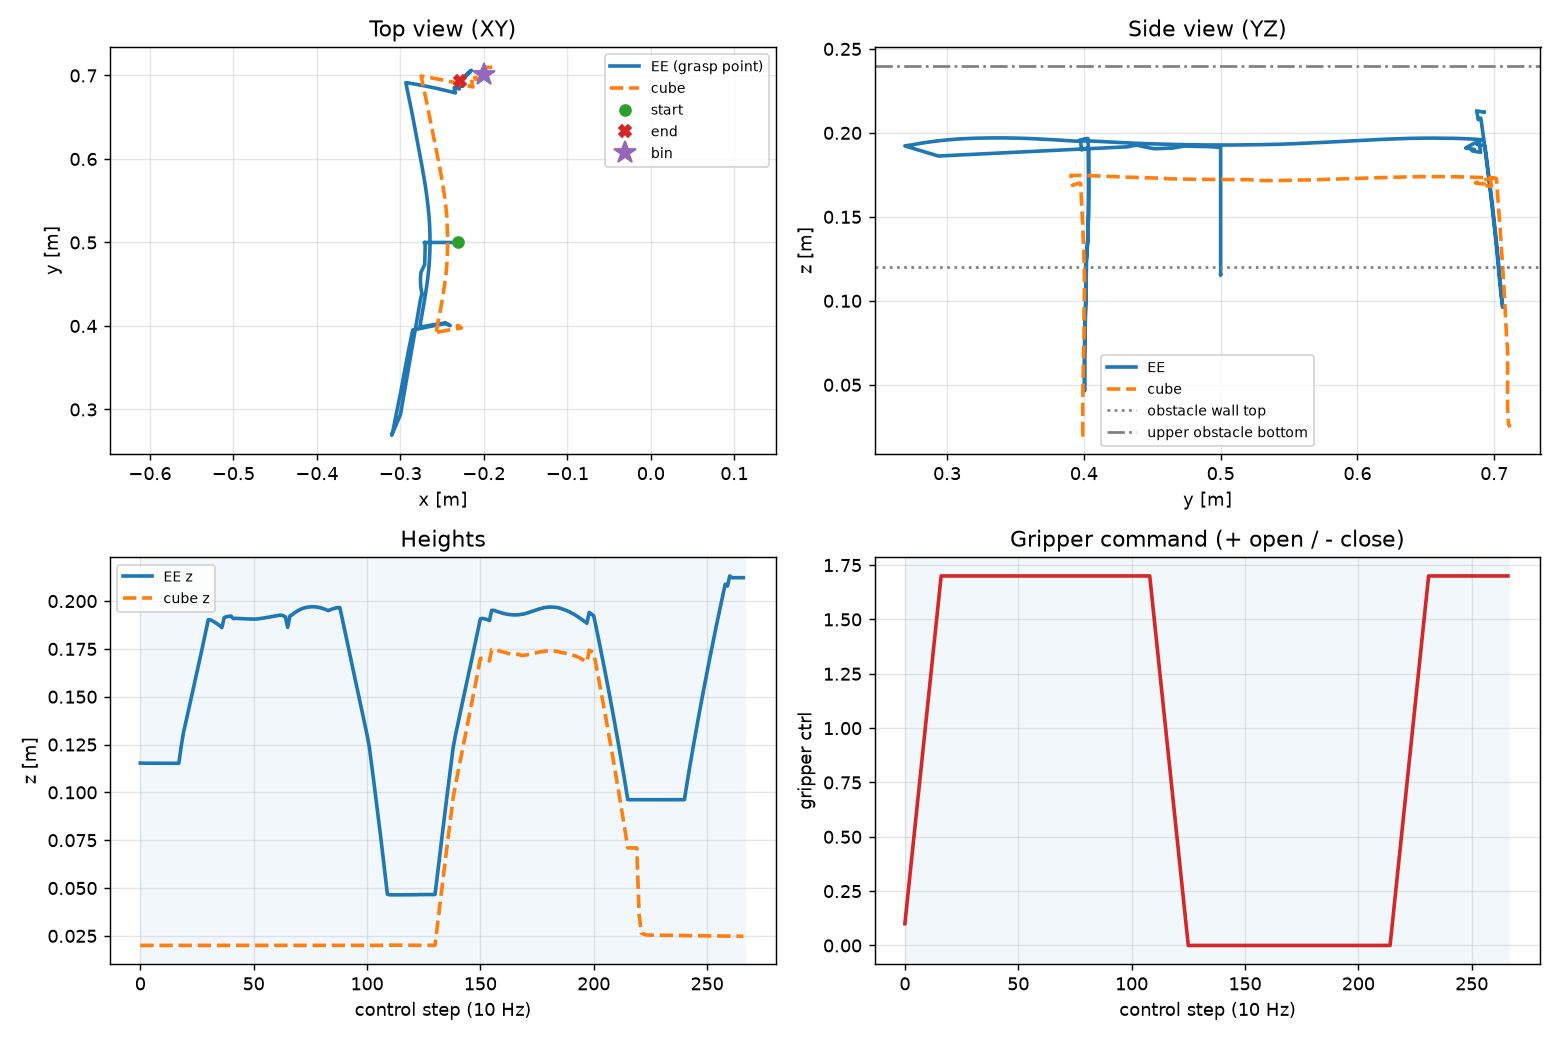 Top view (XY)
y [m]
0.7
0.6
0.5
0.4
0.3
EE (grasp point)
cube
start
end
bin
−0.6 −0.5 −0.4 −0.3 −0.2 −0.1 0.0 0.1
x [m]
Side view (YZ)
z [m]
0.25
0.20
0.15
0.10
0.05
EE
cube
obstacle wall top
upper obstacle bottom
0.3 0.4 0.5 0.6 0.7
y [m]
Heights
z [m]
0.200
0.175
0.150
0.125
0.100
0.075
0.050
0.025
EE z
cube z
0 50 100 150 200 250
control step (10 Hz)
Gripper command (+ open / - close)
gripper ctrl
1.75
1.50
1.25
1.00
0.75
0.50
0.25
0.00
0 50 100 150 200 250
control step (10 Hz)